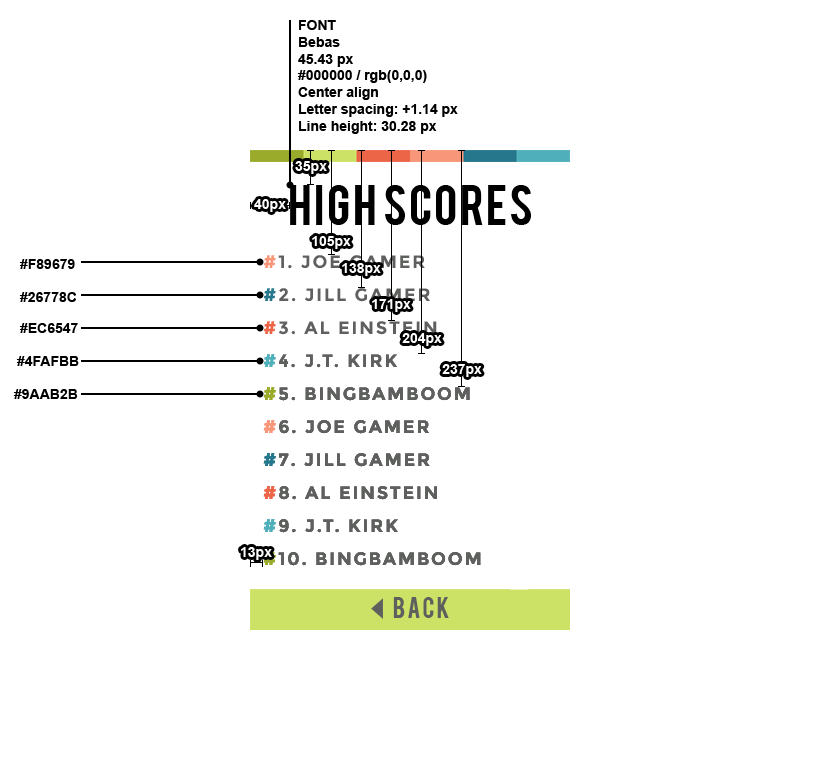 FONT
Bebas
45.43 px
#000000 / rgb(0,0,0)
Center align
Letter spacing: +1.14 px
Line height: 30.28 px
35px
40px
HIGH SCORES
105px
#F89679
#1. JOE GAMER
138px
#26778C
#2. JILL GAMER
171px
#EC6547
#3. AL EINSTEIN
204px
#4FAFBB
#4. J.T. KIRK
237px
#9AAB2B
#5. BINGBAMBOOM
#6. JOE GAMER
#7. JILL GAMER
#8. AL EINSTEIN
#9. J.T. KIRK
13px
#10. BINGBAMBOOM
BACK